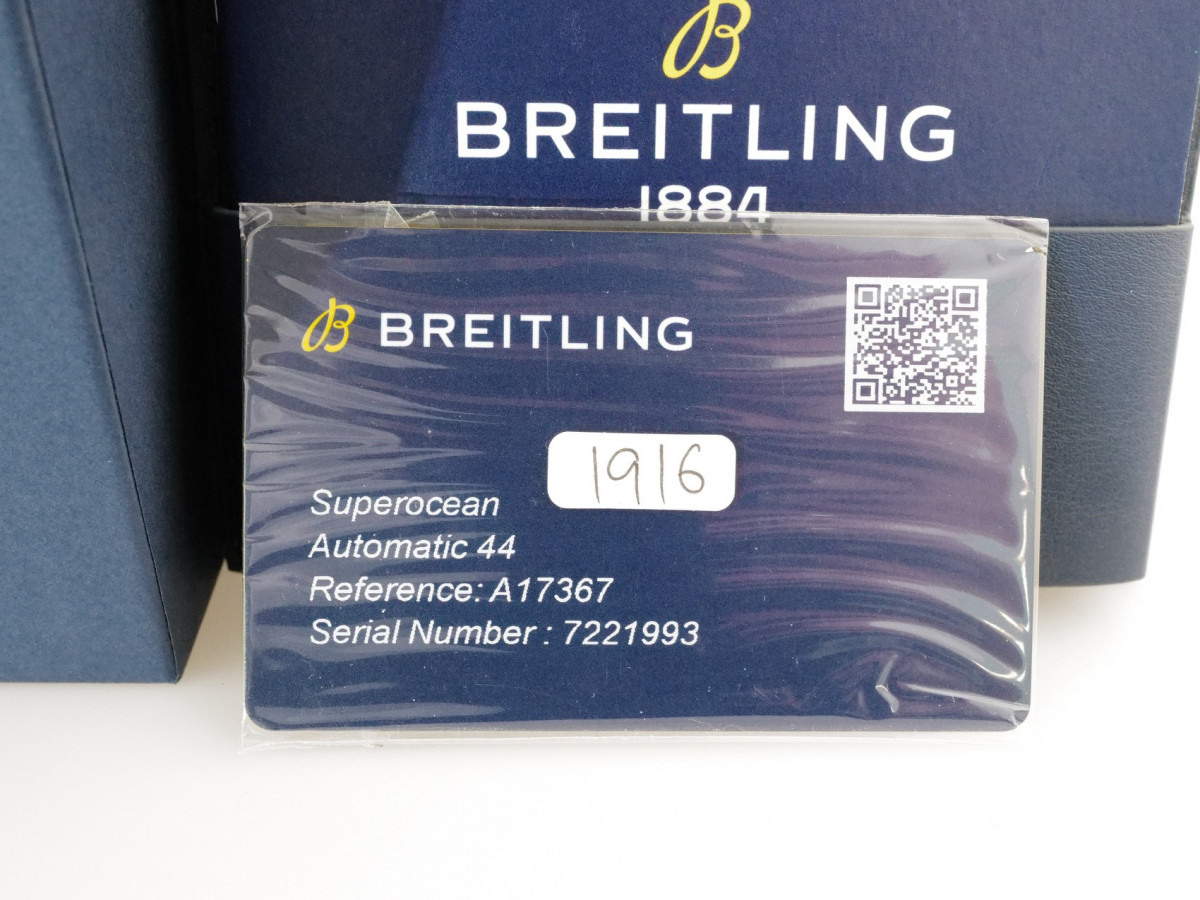 BREITLING
1884
BREITLING
1916
Superocean
Automatic 44
Reference: A17367
Serial Number : 7221993